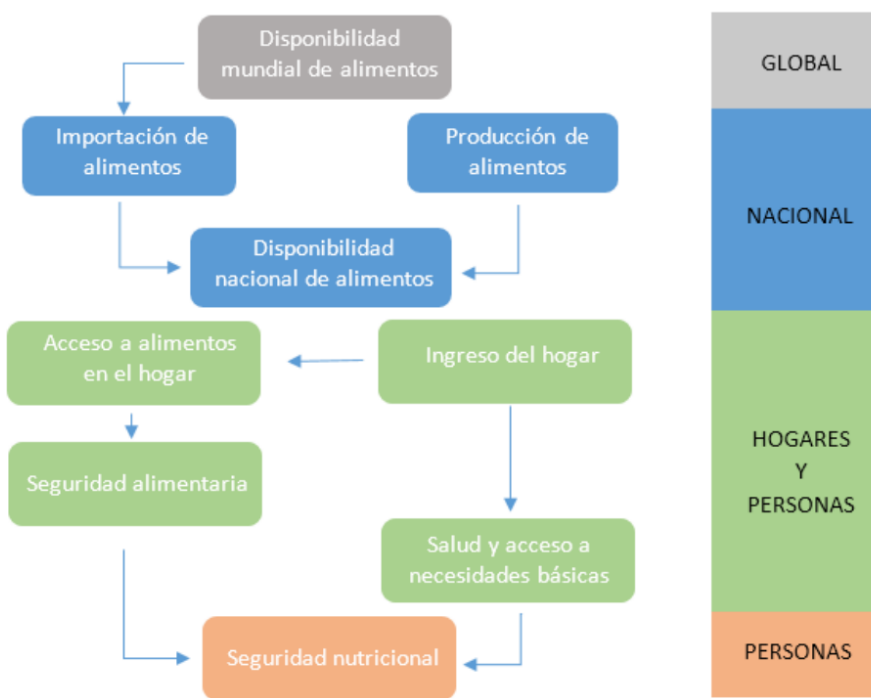 Disponibilidad
mundial de alimentos
GLOBAL
Importación de
alimentos
Producción de
alimentos
NACIONAL
Disponibilidad
nacional de alimentos
Acceso a alimentos
en el hogar
Ingreso del hogar
HOGARES
Y
PERSONAS
Seguridad alimentaria
Salud y acceso a
necesidades básicas
Seguridad nutricional
PERSONAS